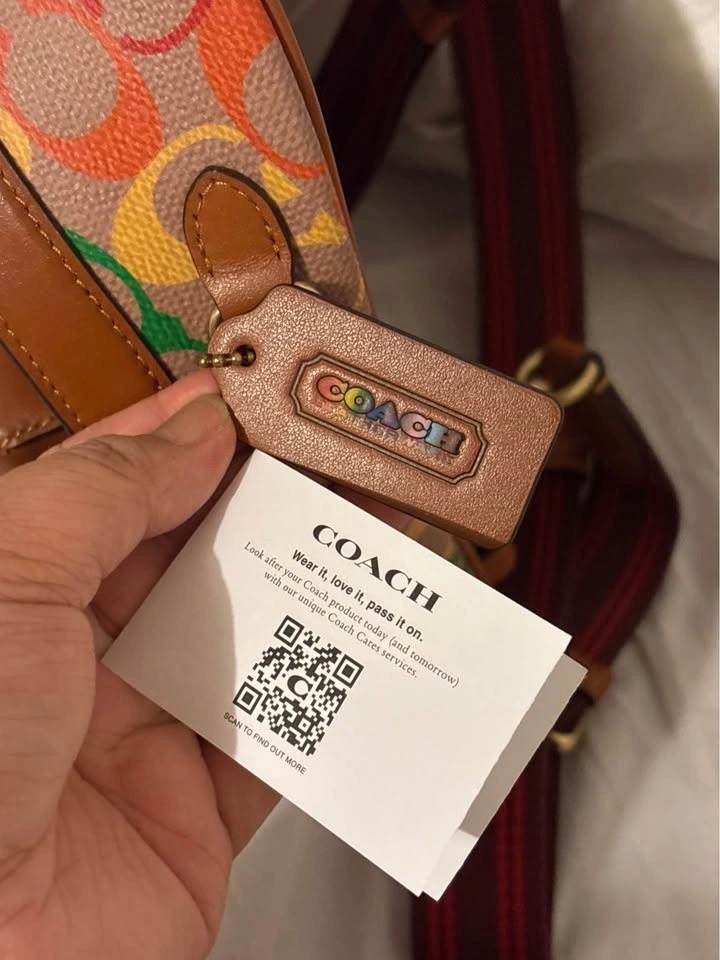 COACH
COACH
Wear it, love it, pass it on.
Look after your Coach product today (and tomorrow)
with our unique Coach Cares services.
C
SCAN TO FIND OUT MORE